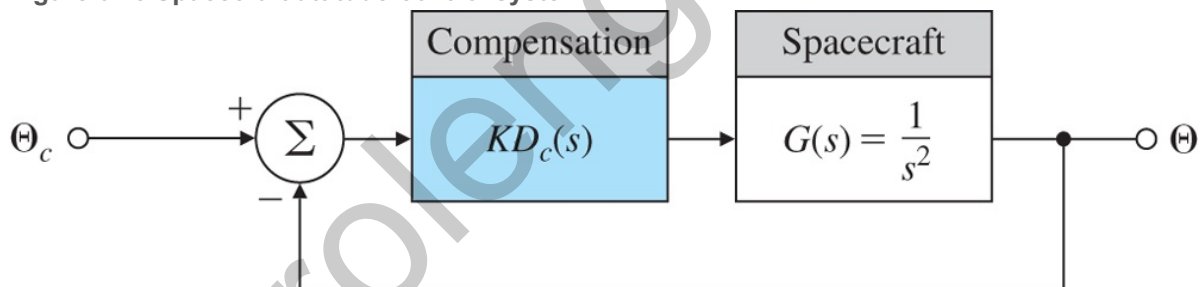 Compensation
Spacecraft
Θc
+
Σ
−
KDc(s)
G(s) = 1/s²
Θ